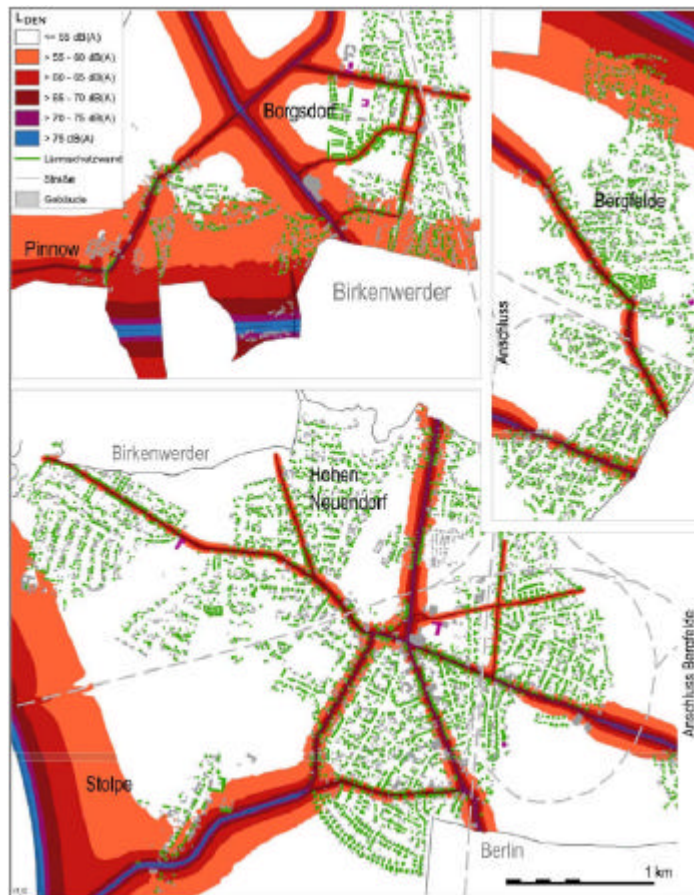 LDEN
<= 55 dB(A)
> 55 - 60 dB(A)
> 60 - 65 dB(A)
> 65 - 70 dB(A)
> 70 - 75 dB(A)
> 75 dB(A)
Lärmschutzwand
Straße
Gebäude
Borgsdorf
Pinnow
Birkenwerder
Bergfelde
Anschluss
Birkenwerder
Hohen
Neuendorf
Anschluss Bergfelde
Stolpe
Berlin
1 km